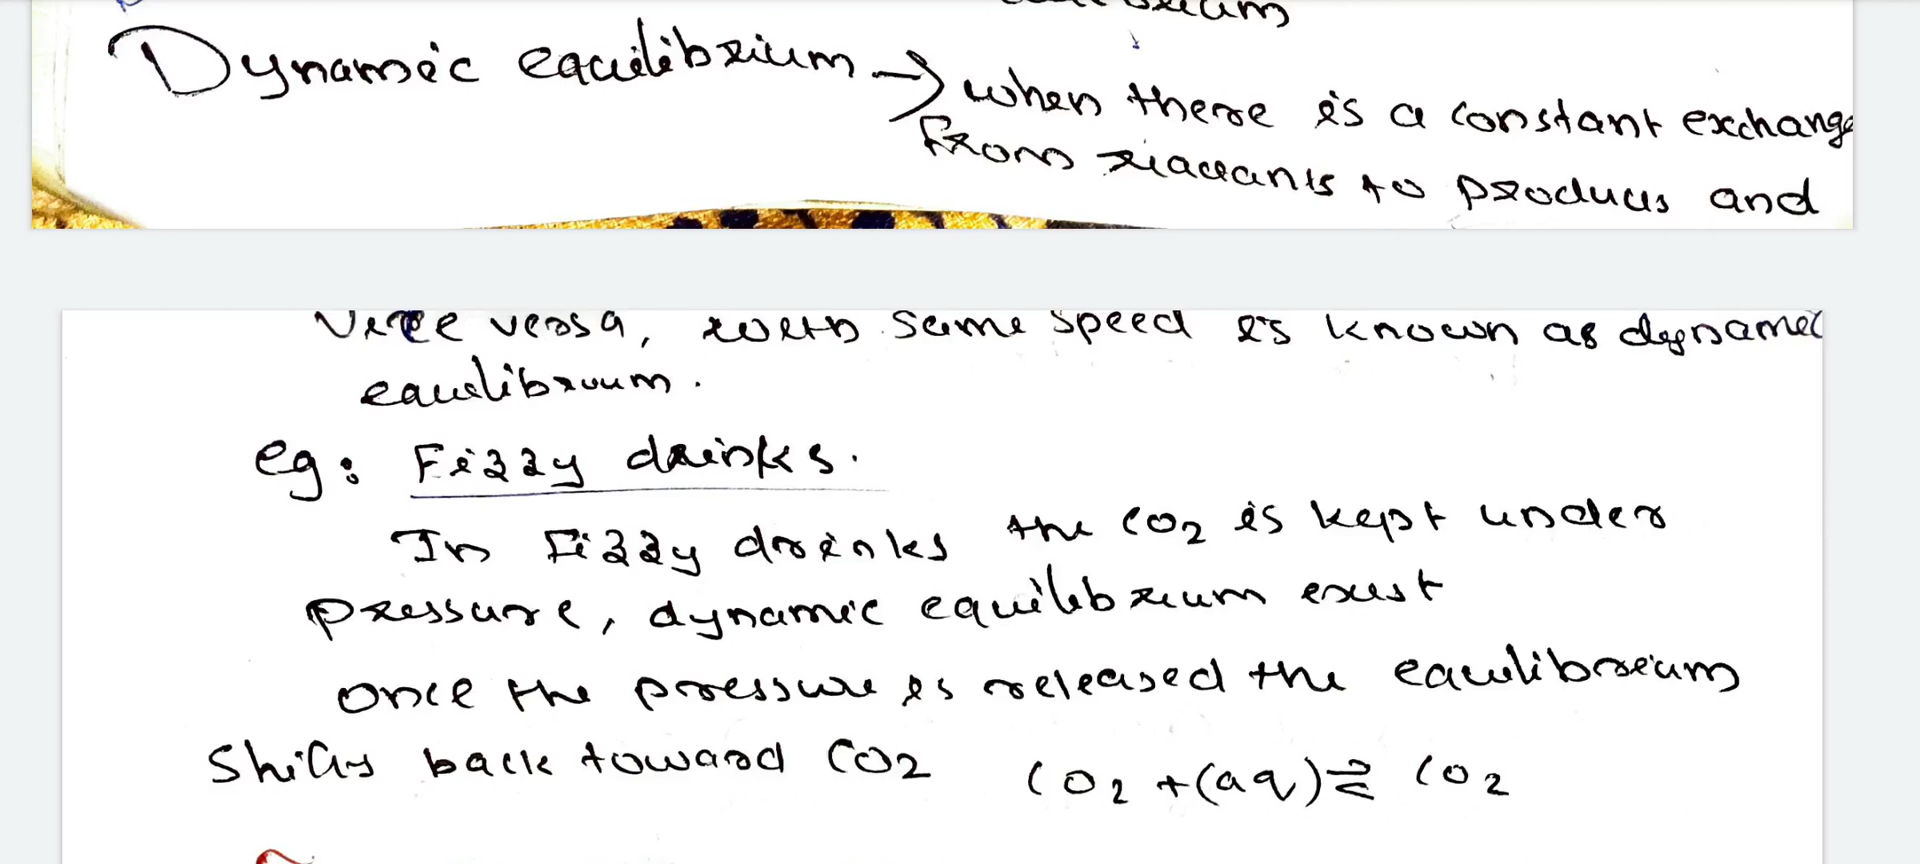 Dynamic equilibrium → when there is a constant exchange
from reactants to products and
vice versa, with same speed is known as dynamic
equilibrium.
eg: Fizzy drinks.
In Fizzy drinks the CO2 is kept under
pressure, dynamic equilibrium exist
once the pressure is released the equilibrium
shifts back toward CO2 CO2 +(aq) ⇌ CO2